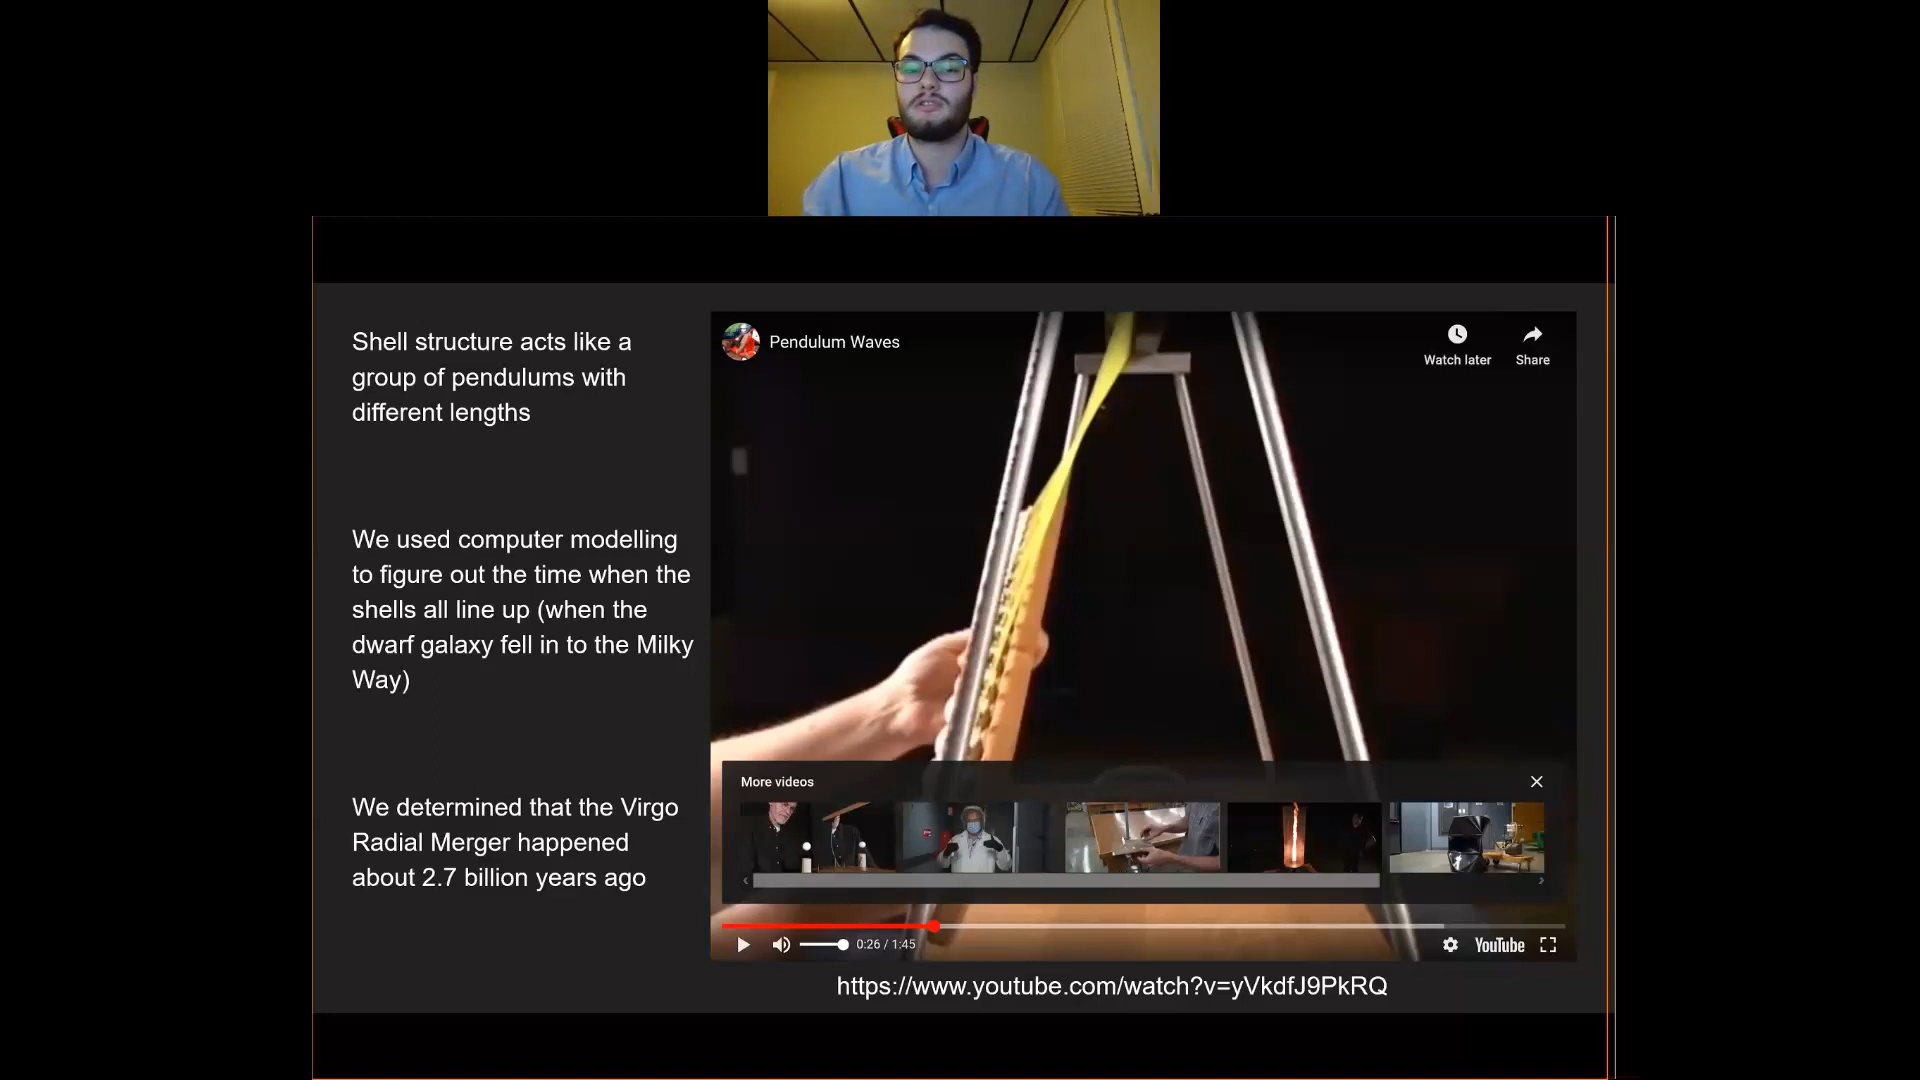 Shell structure acts like a
group of pendulums with
different lengths
We used computer modelling
to figure out the time when the
shells all line up (when the
dwarf galaxy fell in to the Milky
Way)
We determined that the Virgo
Radial Merger happened
about 2.7 billion years ago
Pendulum Waves
Watch later
Share
More videos
0:26 / 1:45
YouTube
https://www.youtube.com/watch?v=yVkdfJ9PkRQ